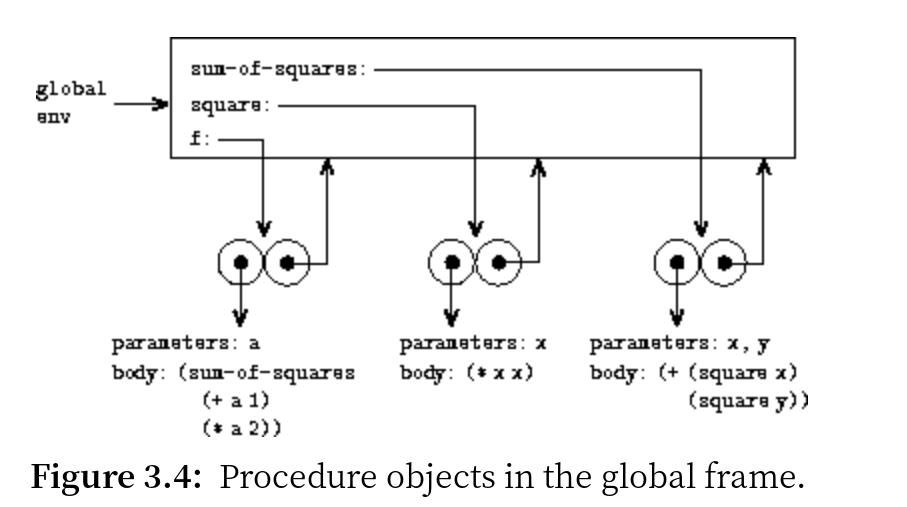 sum-of-squares:
global
env
square:
f:
parameters: a
body: (sum-of-squares
(+ a 1)
(* a 2))
parameters: x
body: (* x x)
parameters: x, y
body: (+ (square x)
(square y))
Figure 3.4: Procedure objects in the global frame.